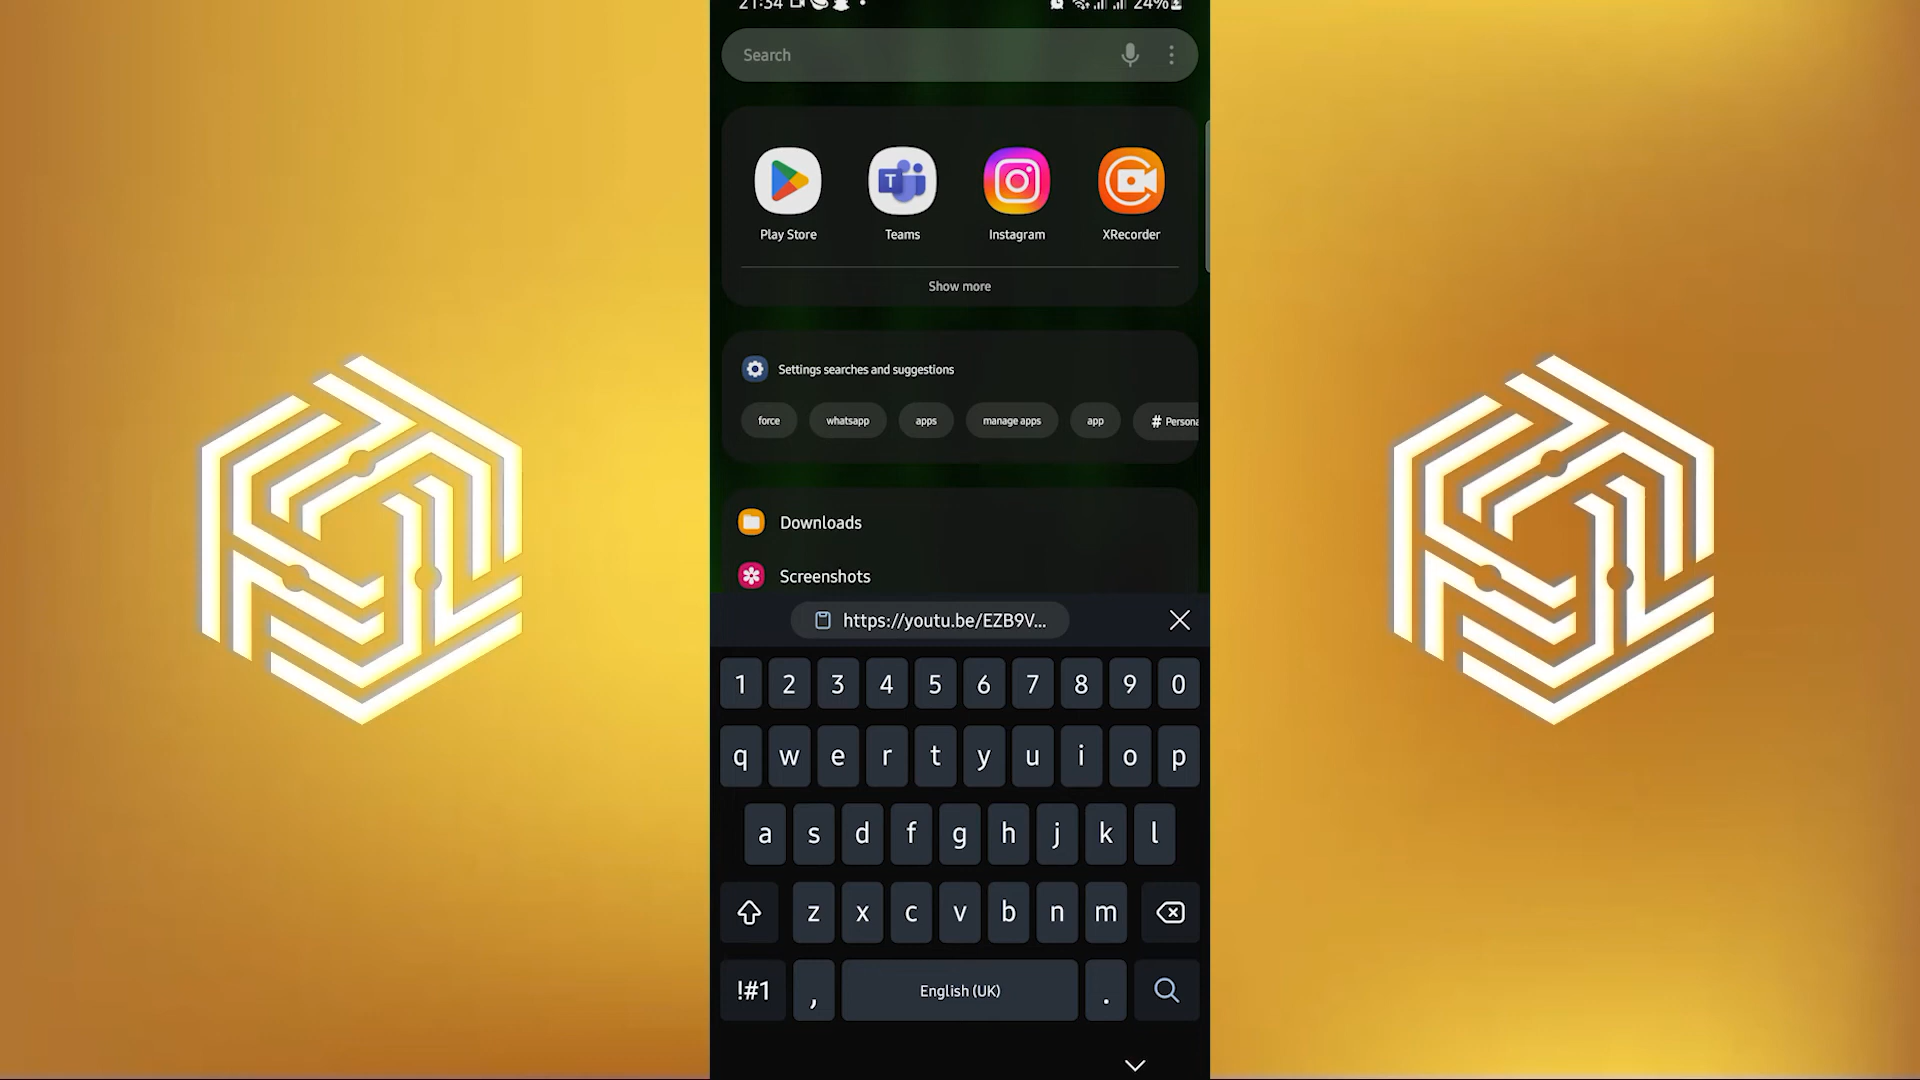 21:54 24%
Search
Play Store Teams Instagram XRecorder
Show more
Settings searches and suggestions
force whatsapp apps manage apps app # Persona
Downloads
Screenshots
https://youtu.be/EZB9V...
1 2 3 4 5 6 7 8 9 0
q w e r t y u i o p
a s d f g h j k l
z x c v b n m
!#1 , English (UK) .